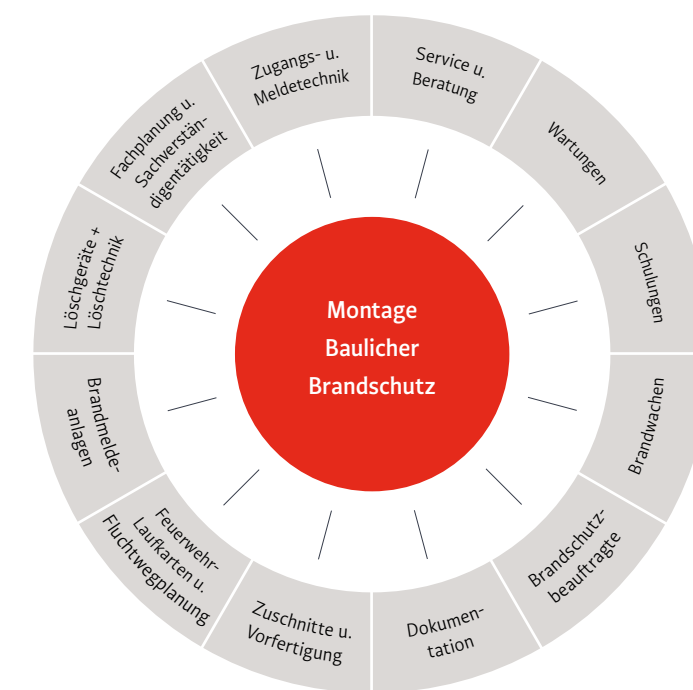 Zugangs- u.
Meldetechnik
Service u.
Beratung
Wartungen
Schulungen
Brandwachen
Brandschutz-
beauftragte
Dokumen-
tation
Zuschnitte u.
Vorfertigung
Feuerwehr-
Laufkarten u.
Fluchtwegplanung
Brandmelde-
anlagen
Löschgeräte +
Löschtechnik
Fachplanung u.
Sachverstän-
digentätigkeit
Montage
Baulicher
Brandschutz